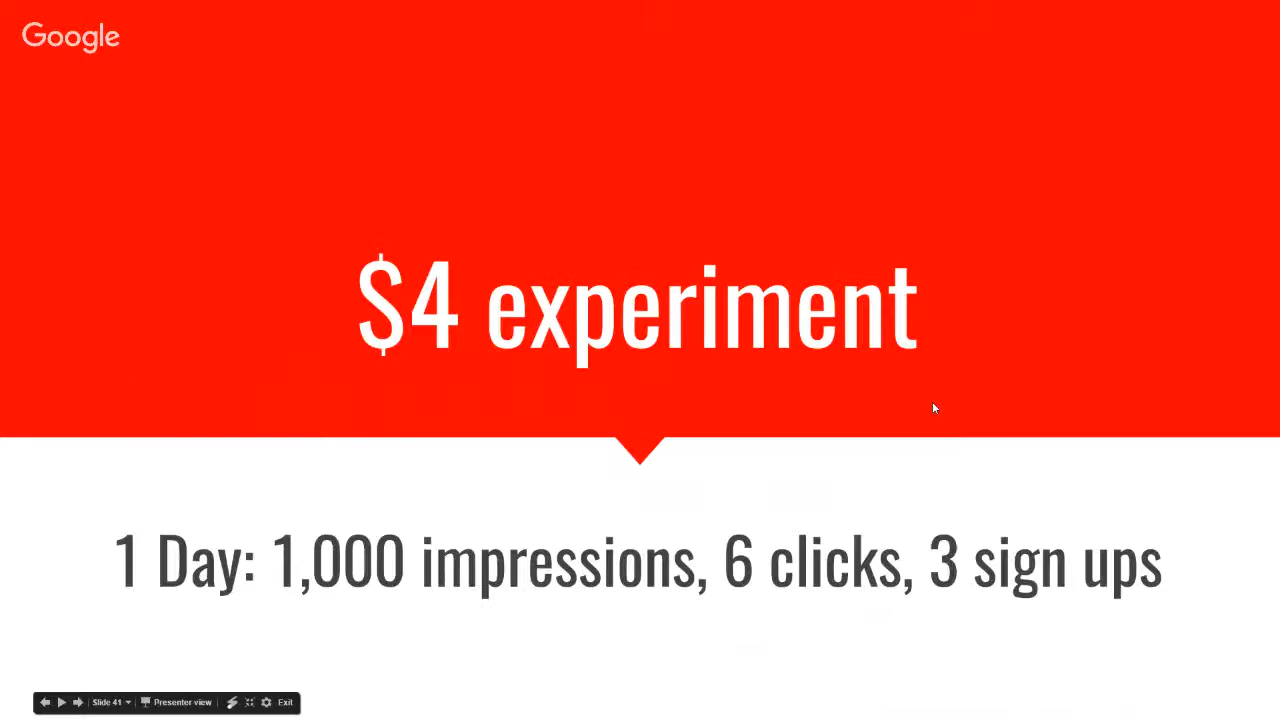 Google
$4 experiment
1 Day: 1,000 impressions, 6 clicks, 3 sign ups
Slide 41 Presenter view Exit